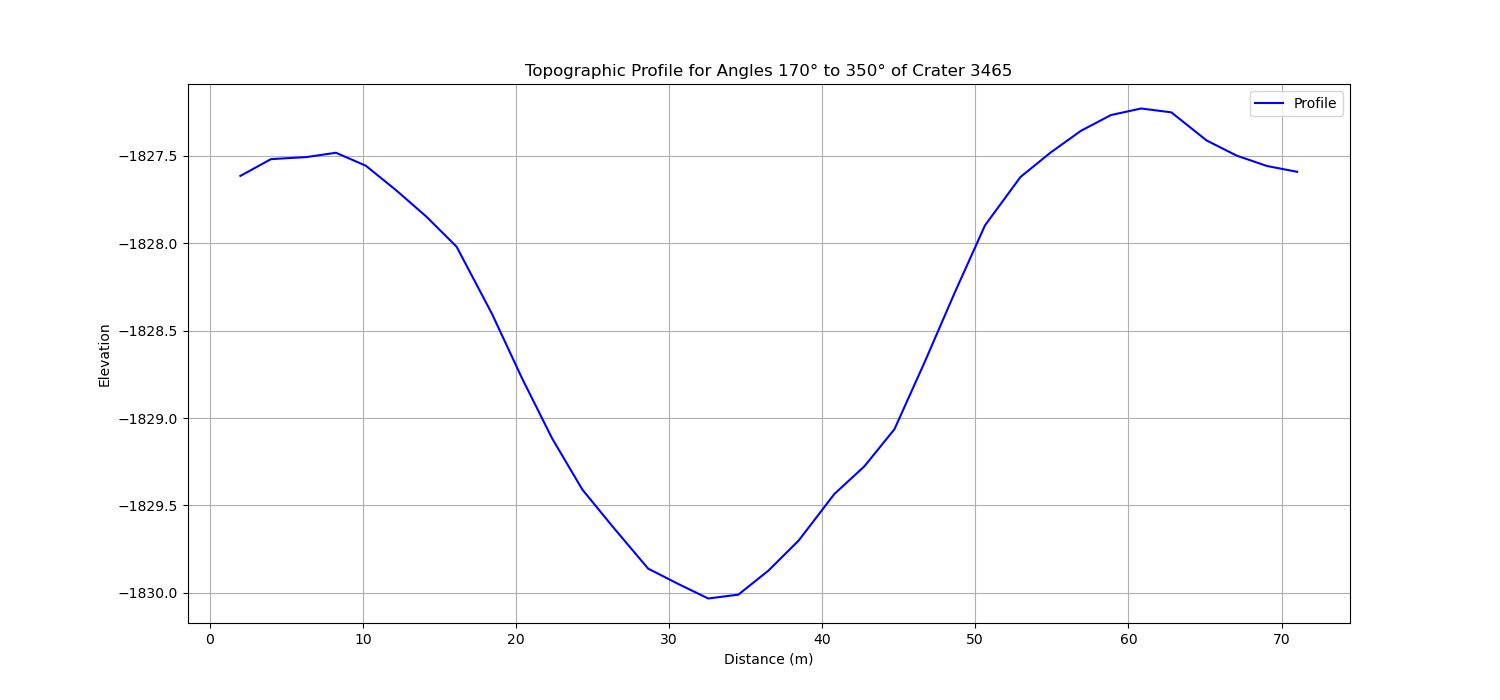 Topographic Profile for Angles 170° to 350° of Crater 3465
Profile
−1827.5
−1828.0
−1828.5
−1829.0
−1829.5
−1830.0
Elevation
0 10 20 30 40 50 60 70
Distance (m)